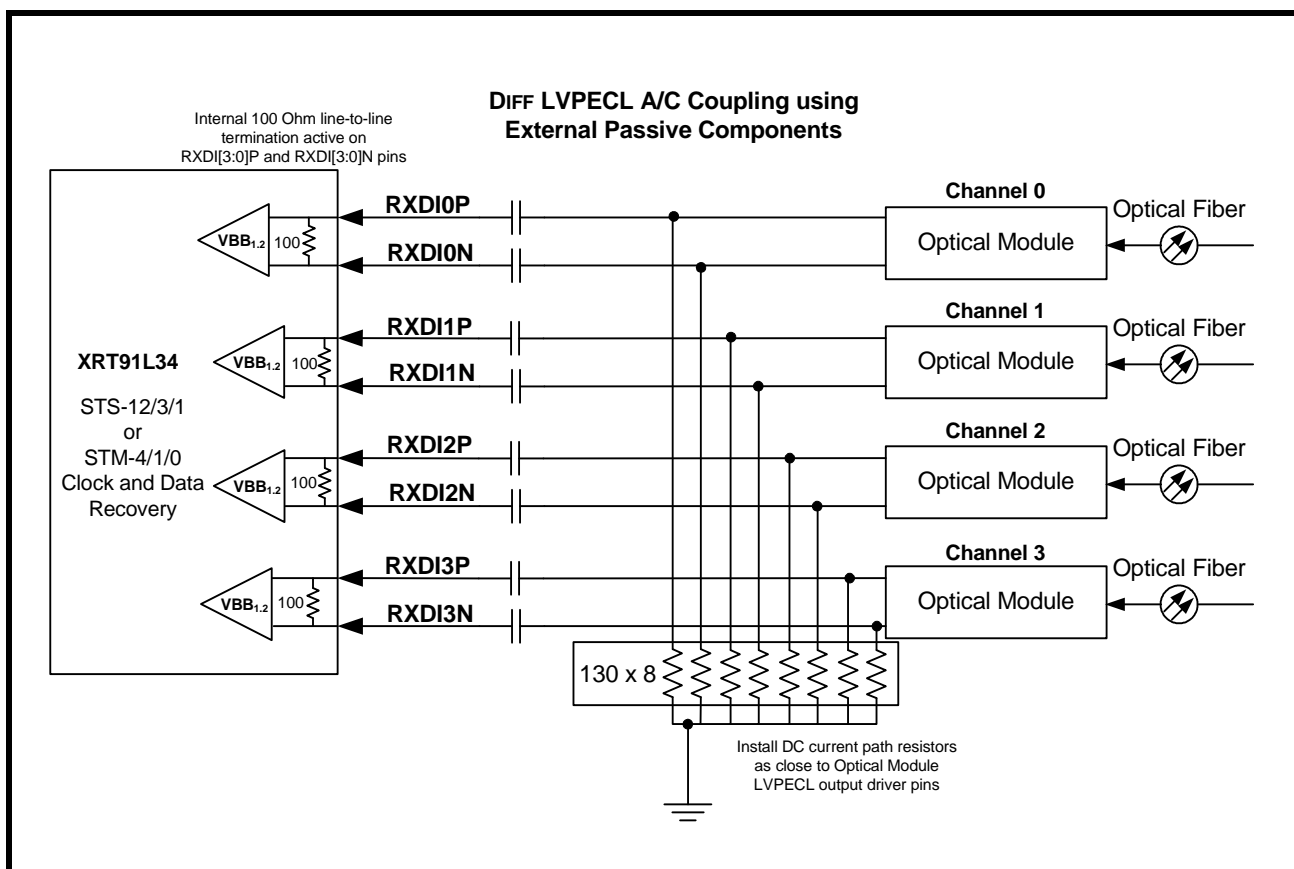 DIFF LVPECL A/C Coupling using
External Passive Components
Internal 100 Ohm line-to-line
termination active on
RXDI[3:0]P and RXDI[3:0]N pins
Channel 0
Optical Fiber
RXDI0P
VBB1.2
100
Optical Module
RXDI0N
Channel 1
Optical Fiber
RXDI1P
VBB1.2
100
Optical Module
RXDI1N
XRT91L34
STS-12/3/1
or
STM-4/1/0
Clock and Data
Recovery
Channel 2
Optical Fiber
RXDI2P
VBB1.2
100
Optical Module
RXDI2N
Channel 3
Optical Fiber
RXDI3P
VBB1.2
100
Optical Module
RXDI3N
130 x 8
Install DC current path resistors
as close to Optical Module
LVPECL output driver pins